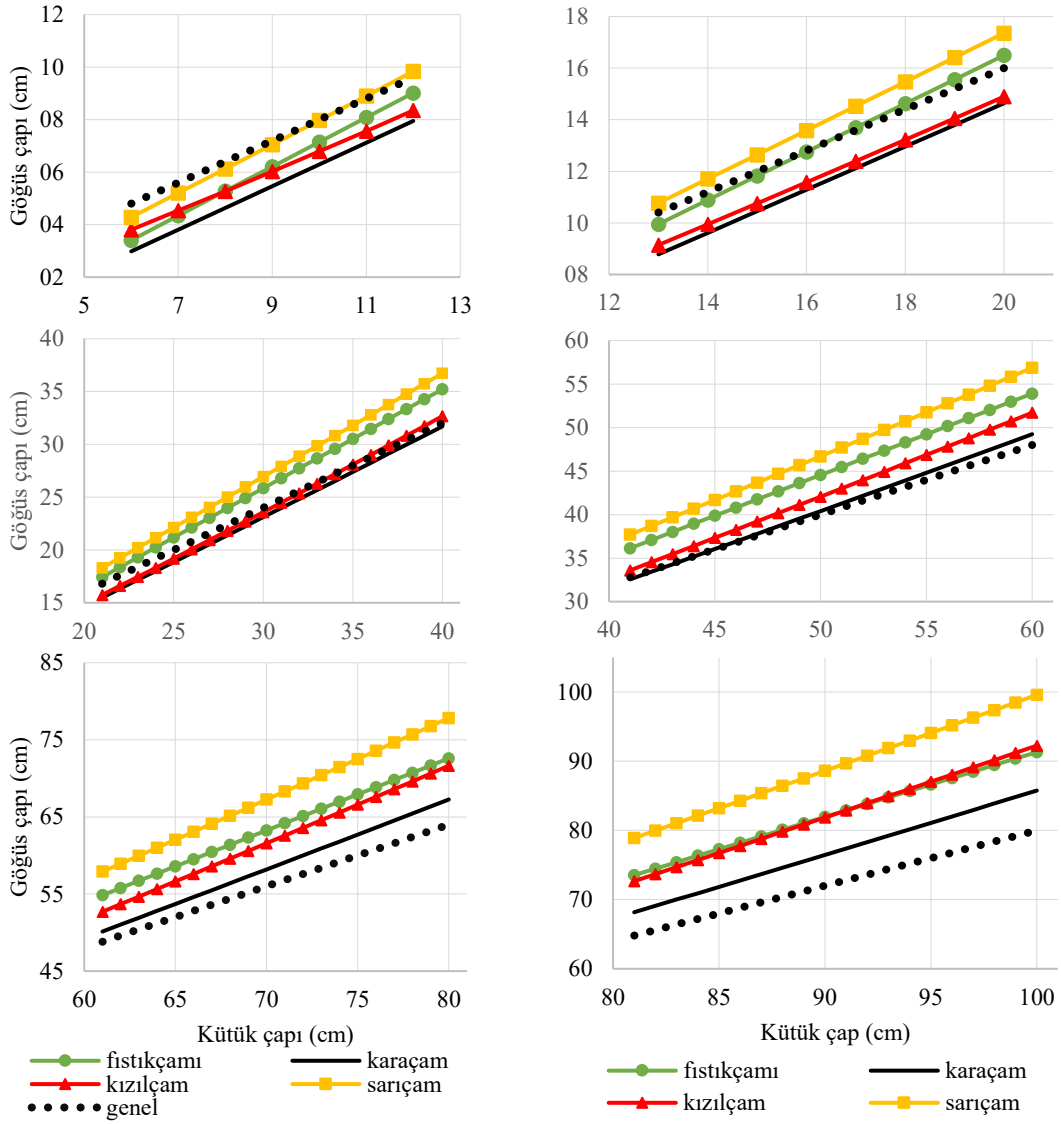 12
10
08
06
04
02
Göğüs çapı (cm)
5 7 9 11 13
18
16
14
12
10
08
12 14 16 18 20
40
35
30
25
20
15
Göğüs çapı (cm)
20 25 30 35 40
60
55
50
45
40
35
30
40 45 50 55 60
85
75
65
55
45
Göğüs çapı (cm)
60 65 70 75 80
Kütük çapı (cm)
100
90
80
70
60
80 85 90 95 100
Kütük çap (cm)
fıstıkçamı karaçam
kızılçam sarıçam
genel
fıstıkçamı karaçam
kızılçam sarıçam